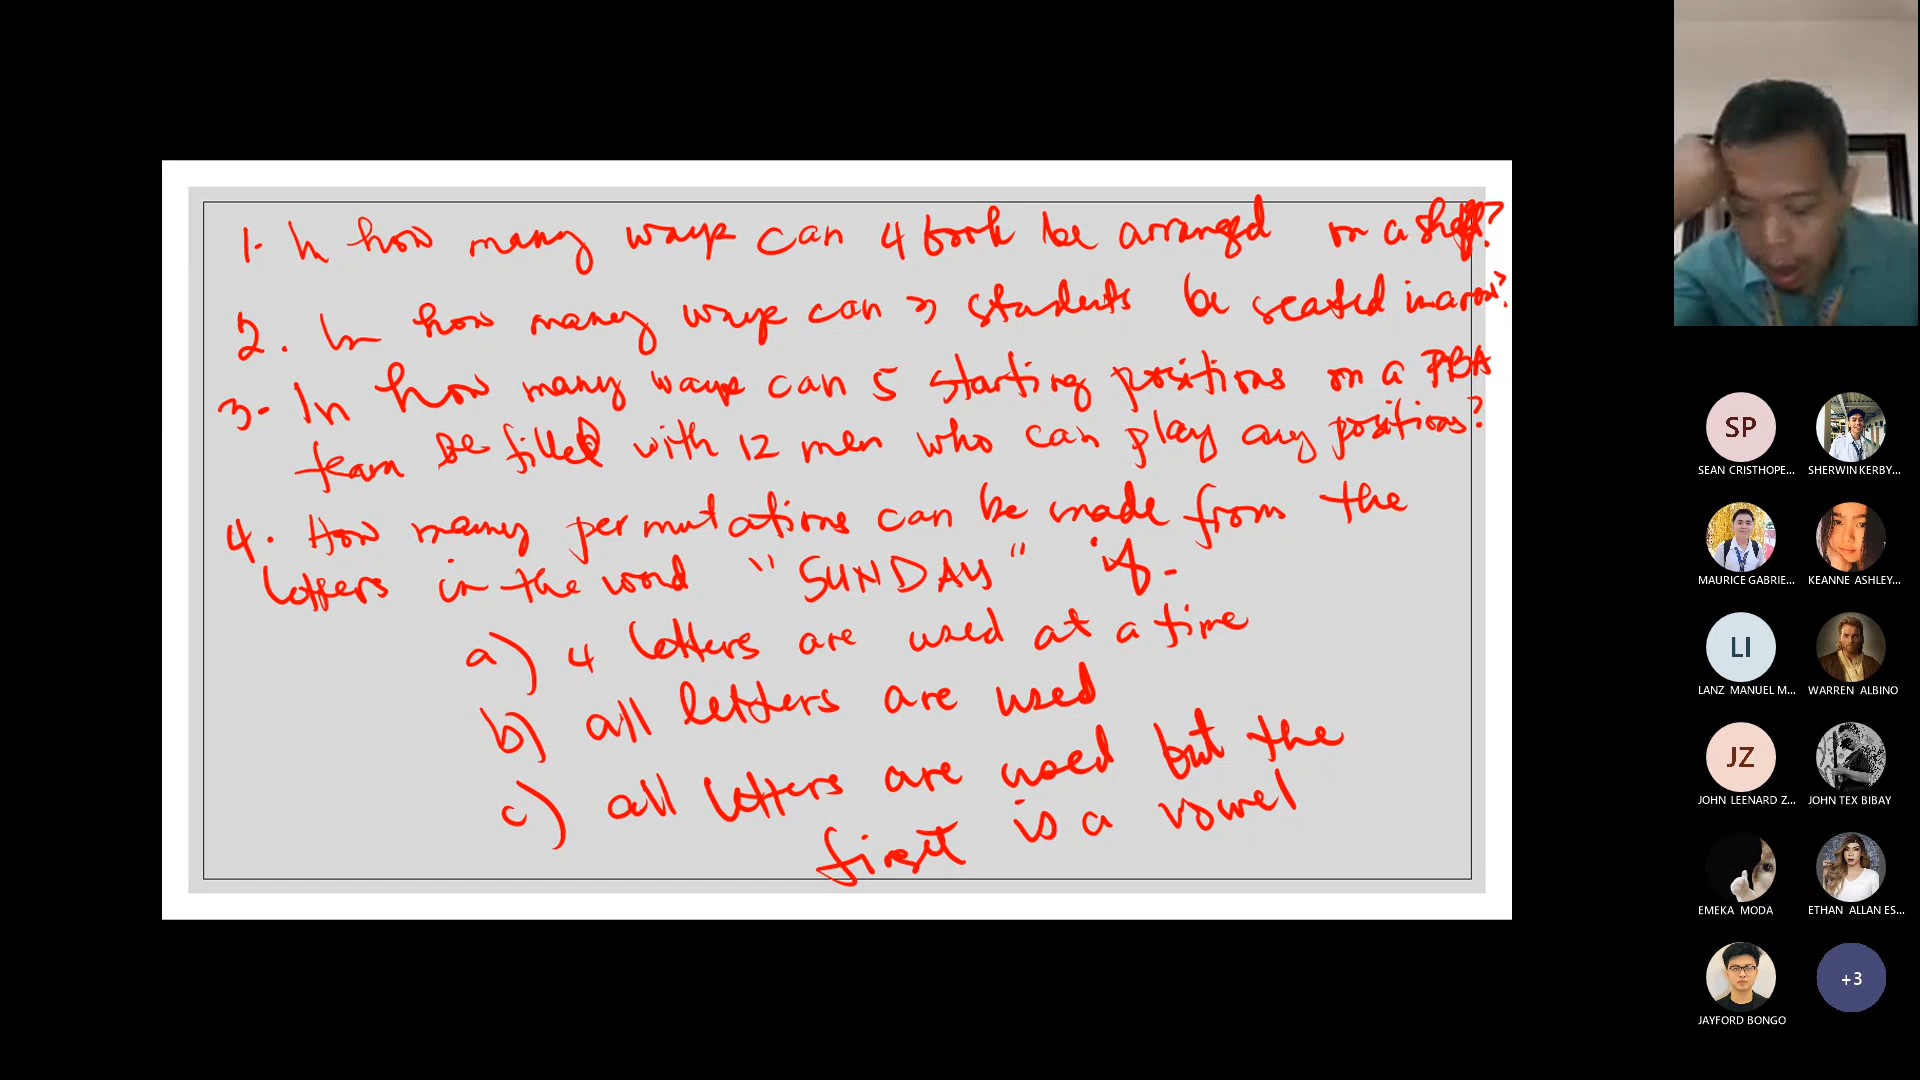 1. In how many ways can 4 book be arranged on a shelf?
2. In how many ways can students be seated in a row?
3. In how many ways can 5 starting positions on a PBA
team be filled with 12 men who can play any positions?
4. How many permutations can be made from the
letters in the word "SUNDAY" if.
a) 4 letters are used at a time
b) all letters are used
c) all letters are used but the
first is a vowel
SP
SEAN CRISTHOPE...
SHERWIN KERBY...
MAURICE GABRIE...
KEANNE ASHLEY...
LI
LANZ MANUEL M...
WARREN ALBINO
JZ
JOHN LEENARD Z...
JOHN TEX BIBAY
EMEKA MODA
ETHAN ALLAN ES...
JAYFORD BONGO
+3